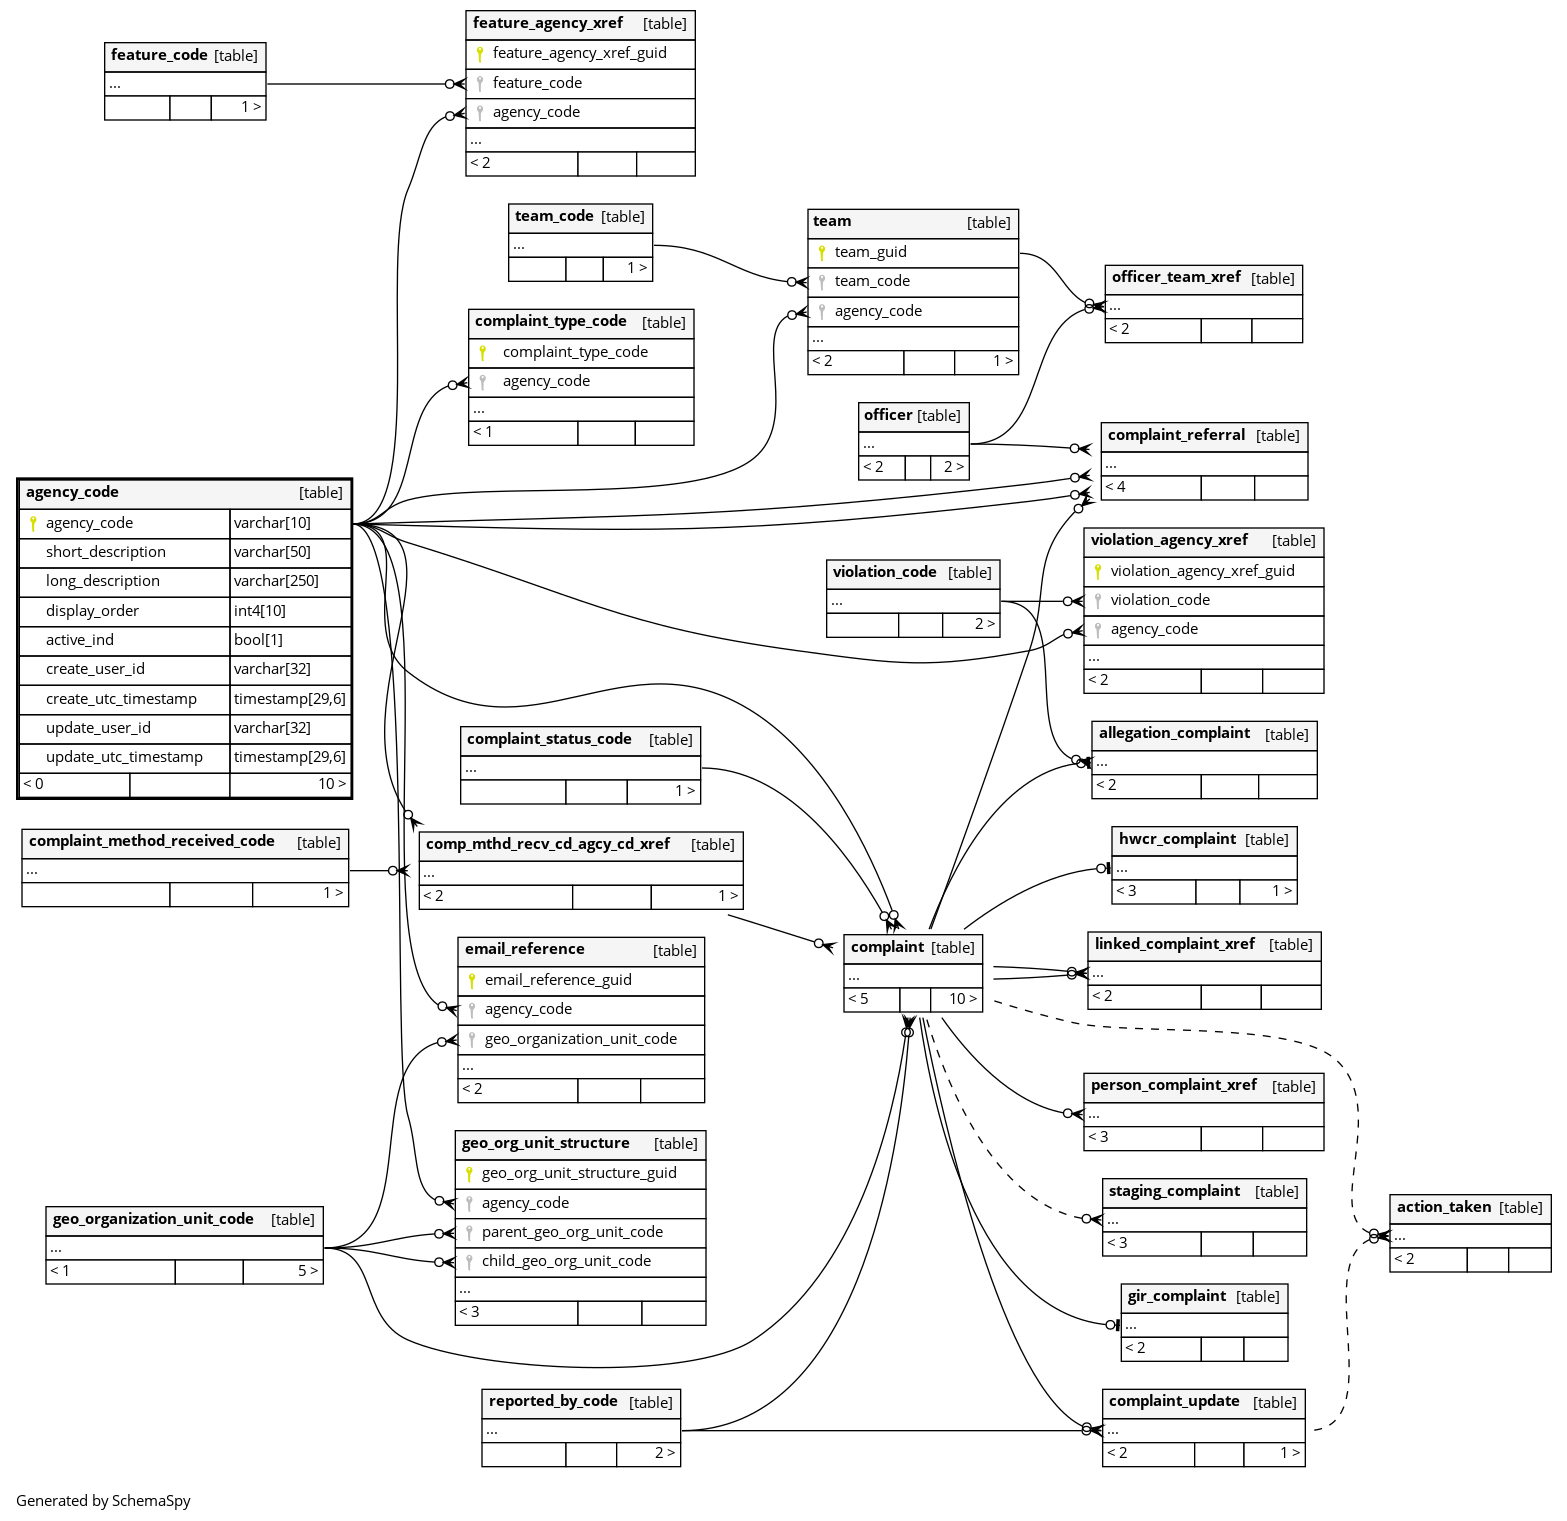 feature_code [table]
...
1 >
feature_agency_xref [table]
feature_agency_xref_guid
feature_code
agency_code
...
< 2
team_code [table]
...
1 >
team [table]
team_guid
team_code
agency_code
...
< 2 1 >
officer_team_xref [table]
...
< 2
complaint_type_code [table]
complaint_type_code
agency_code
...
< 1
officer [table]
...
< 2 2 >
complaint_referral [table]
...
< 4
agency_code [table]
agency_code varchar[10]
short_description varchar[50]
long_description varchar[250]
display_order int4[10]
active_ind bool[1]
create_user_id varchar[32]
create_utc_timestamp timestamp[29,6]
update_user_id varchar[32]
update_utc_timestamp timestamp[29,6]
< 0 10 >
violation_code [table]
...
2 >
violation_agency_xref [table]
violation_agency_xref_guid
violation_code
agency_code
...
< 2
complaint_status_code [table]
...
1 >
allegation_complaint [table]
...
< 2
complaint_method_received_code [table]
...
1 >
comp_mthd_recv_cd_agcy_cd_xref [table]
...
< 2 1 >
hwcr_complaint [table]
...
< 3 1 >
email_reference [table]
email_reference_guid
agency_code
geo_organization_unit_code
...
< 2
complaint [table]
...
< 5 10 >
linked_complaint_xref [table]
...
< 2
person_complaint_xref [table]
...
< 3
geo_org_unit_structure [table]
geo_org_unit_structure_guid
agency_code
parent_geo_org_unit_code
child_geo_org_unit_code
...
< 3
geo_organization_unit_code [table]
...
< 1 5 >
staging_complaint [table]
...
< 3
action_taken [table]
...
< 2
gir_complaint [table]
...
< 2
reported_by_code [table]
...
2 >
complaint_update [table]
...
< 2 1 >
Generated by SchemaSpy